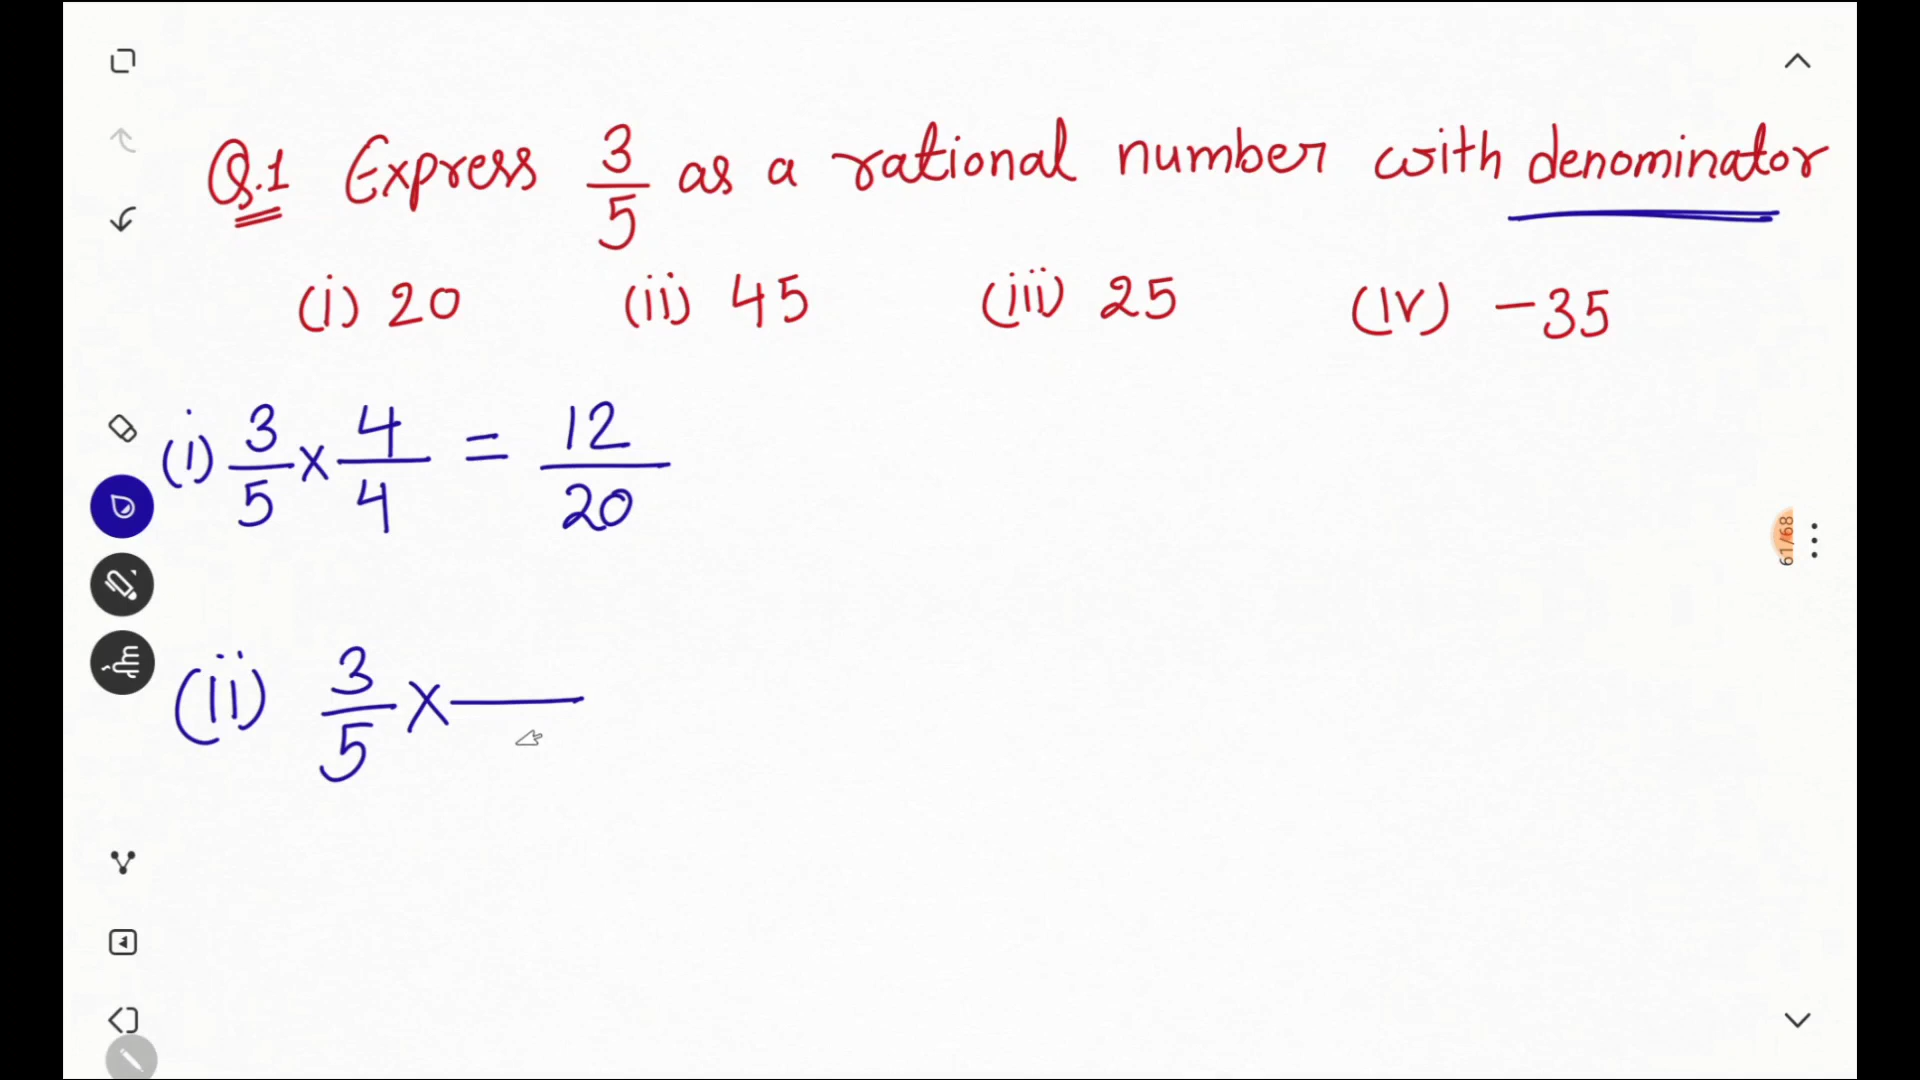 Q.1 Express 3/5 as a rational number with denominator
(i) 20 (ii) 45 (iii) 25 (iv) -35
(i) 3/5 x 4/4 = 12/20
61/68
(ii) 3/5 x